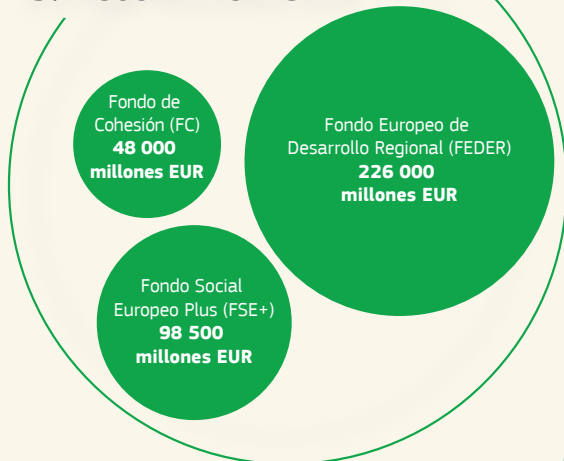 Fondo de
Cohesión (FC)
48 000
millones EUR
Fondo Europeo de
Desarrollo Regional (FEDER)
226 000
millones EUR
Fondo Social
Europeo Plus (FSE+)
98 500
millones EUR